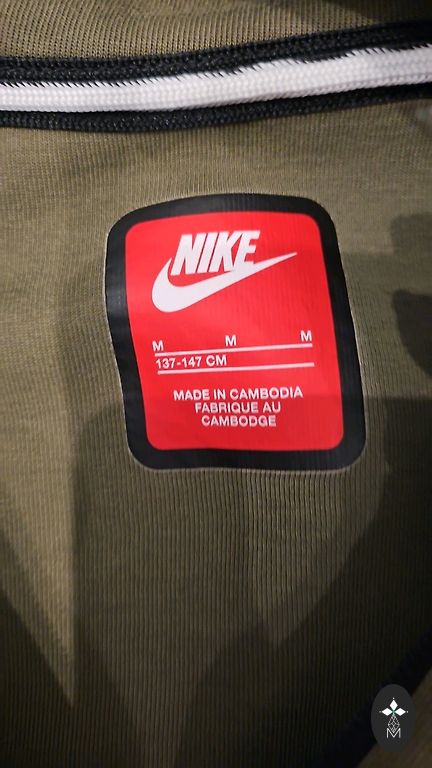 NIKE
M M M
137-147 CM
MADE IN CAMBODIA
FABRIQUE AU
CAMBODGE
M